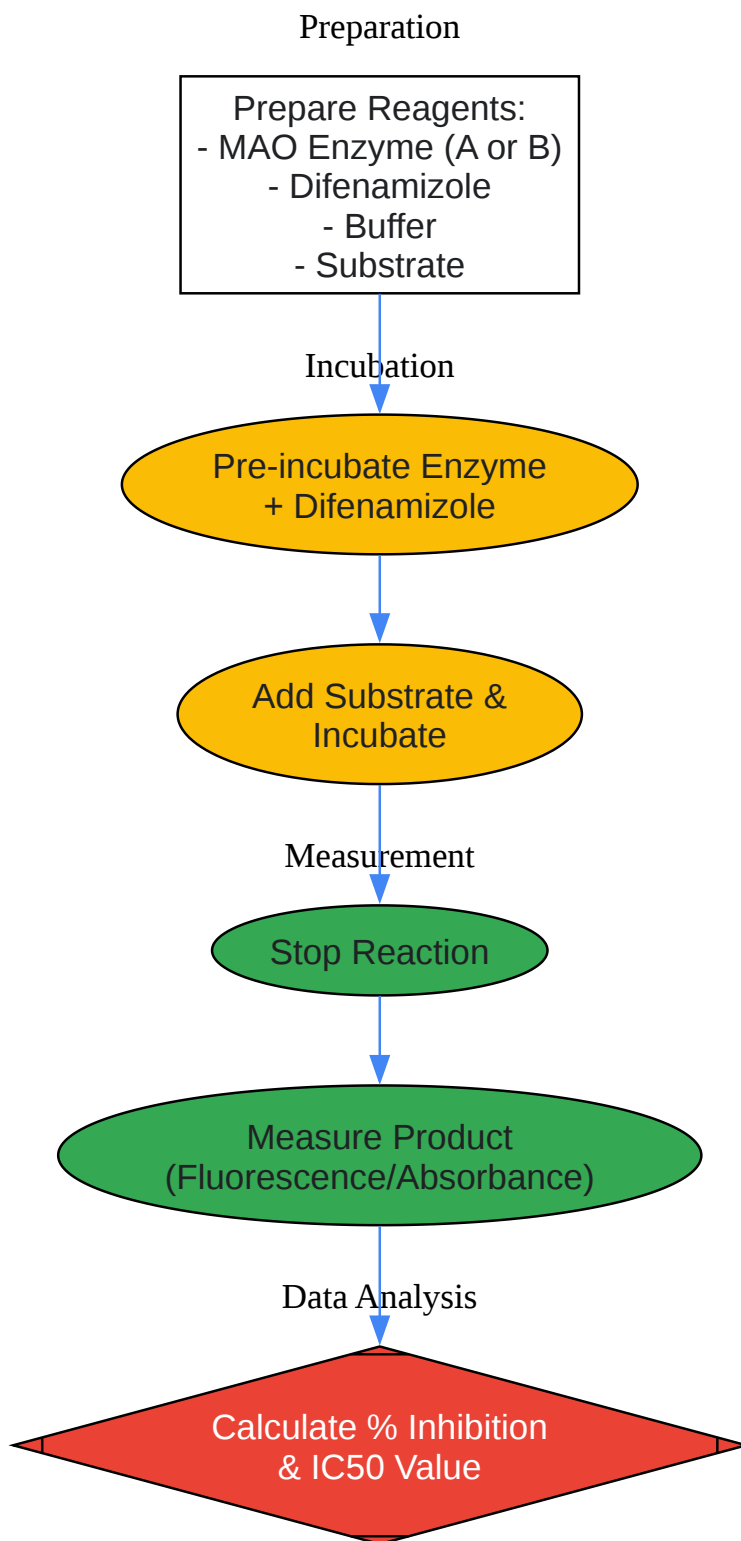 Preparation
Prepare Reagents:
- MAO Enzyme (A or B)
- Difenamizole
- Buffer
- Substrate
Incubation
Pre-incubate Enzyme
+ Difenamizole
Add Substrate &
Incubate
Measurement
Stop Reaction
Measure Product
(Fluorescence/Absorbance)
Data Analysis
Calculate % Inhibition
& IC50 Value